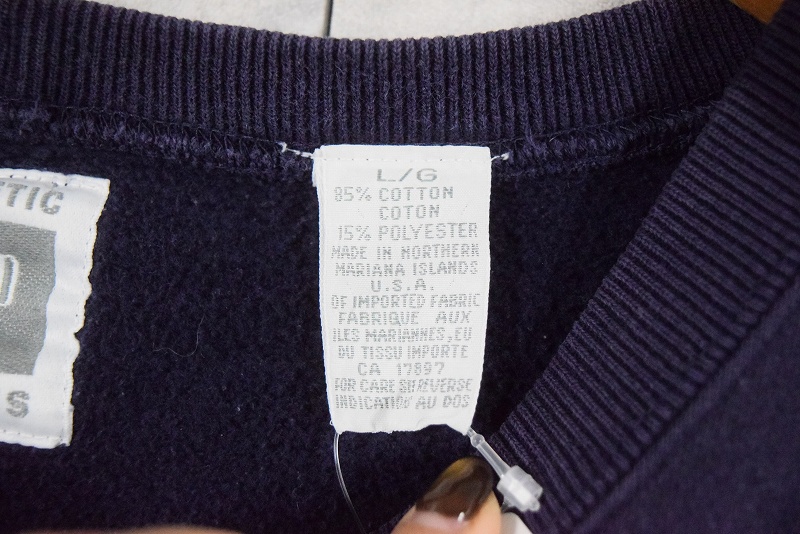 TIC
D
S
L/G
85% COTTON
COTON
15% POLYESTER
MADE IN NORTHERN
MARIANA ISLANDS
U.S.A.
OF IMPORTED FABRIC
FABRIQUE AUX
ILES MARIANNES, EU
DU TISSU IMPORTE
CA 17897
FOR CARE REVERSE
INDICATION AU DOS